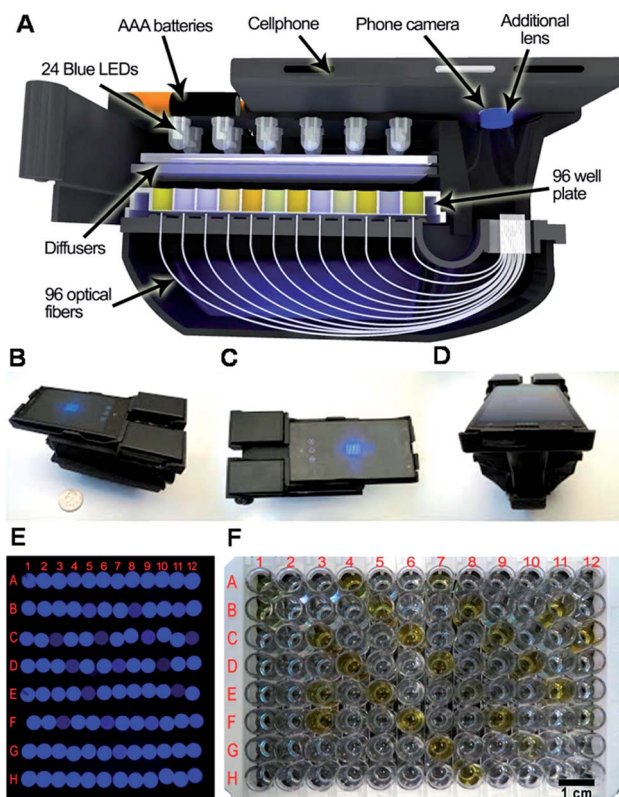 A
AAA batteries
Cellphone
Phone camera
Additional
lens
24 Blue LEDs
96 well
plate
Diffusers
96 optical
fibers
B
C
D
E
F
1 2 3 4 5 6 7 8 9 10 11 12
A
B
C
D
E
F
G
H
1 2 3 4 5 6 7 8 9 10 11 12
A
B
C
D
E
F
G
H
1 cm